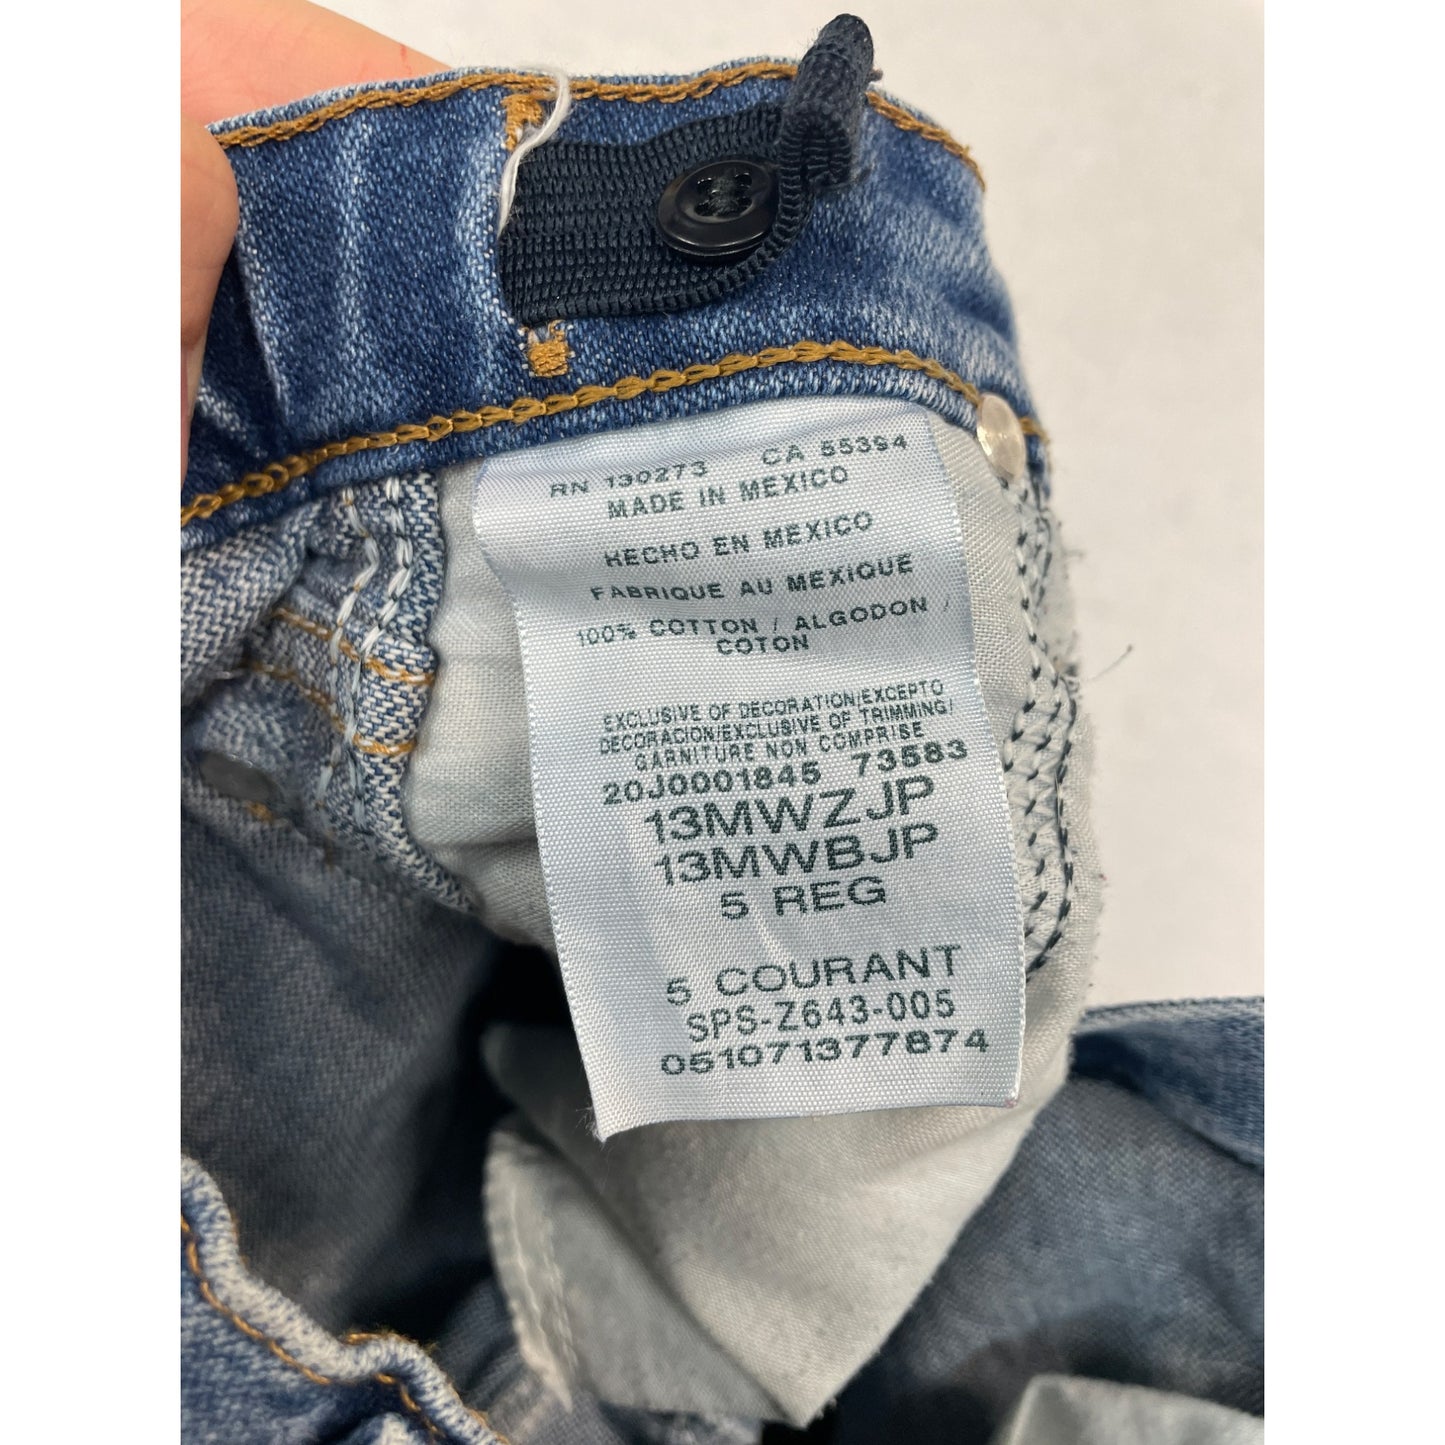 RN 130273 CA 55394
MADE IN MEXICO
HECHO EN MEXICO
FABRIQUE AU MEXIQUE
100% COTTON / ALGODON /
COTON
EXCLUSIVE OF DECORATION/EXCEPTO
DECORACION/EXCLUSIVE OF TRIMMING/
GARNITURE NON COMPRISE
20J0001845 73583
13MWZJP
13MWBJP
5 REG
5 COURANT
SPS-Z643-005
051071377874